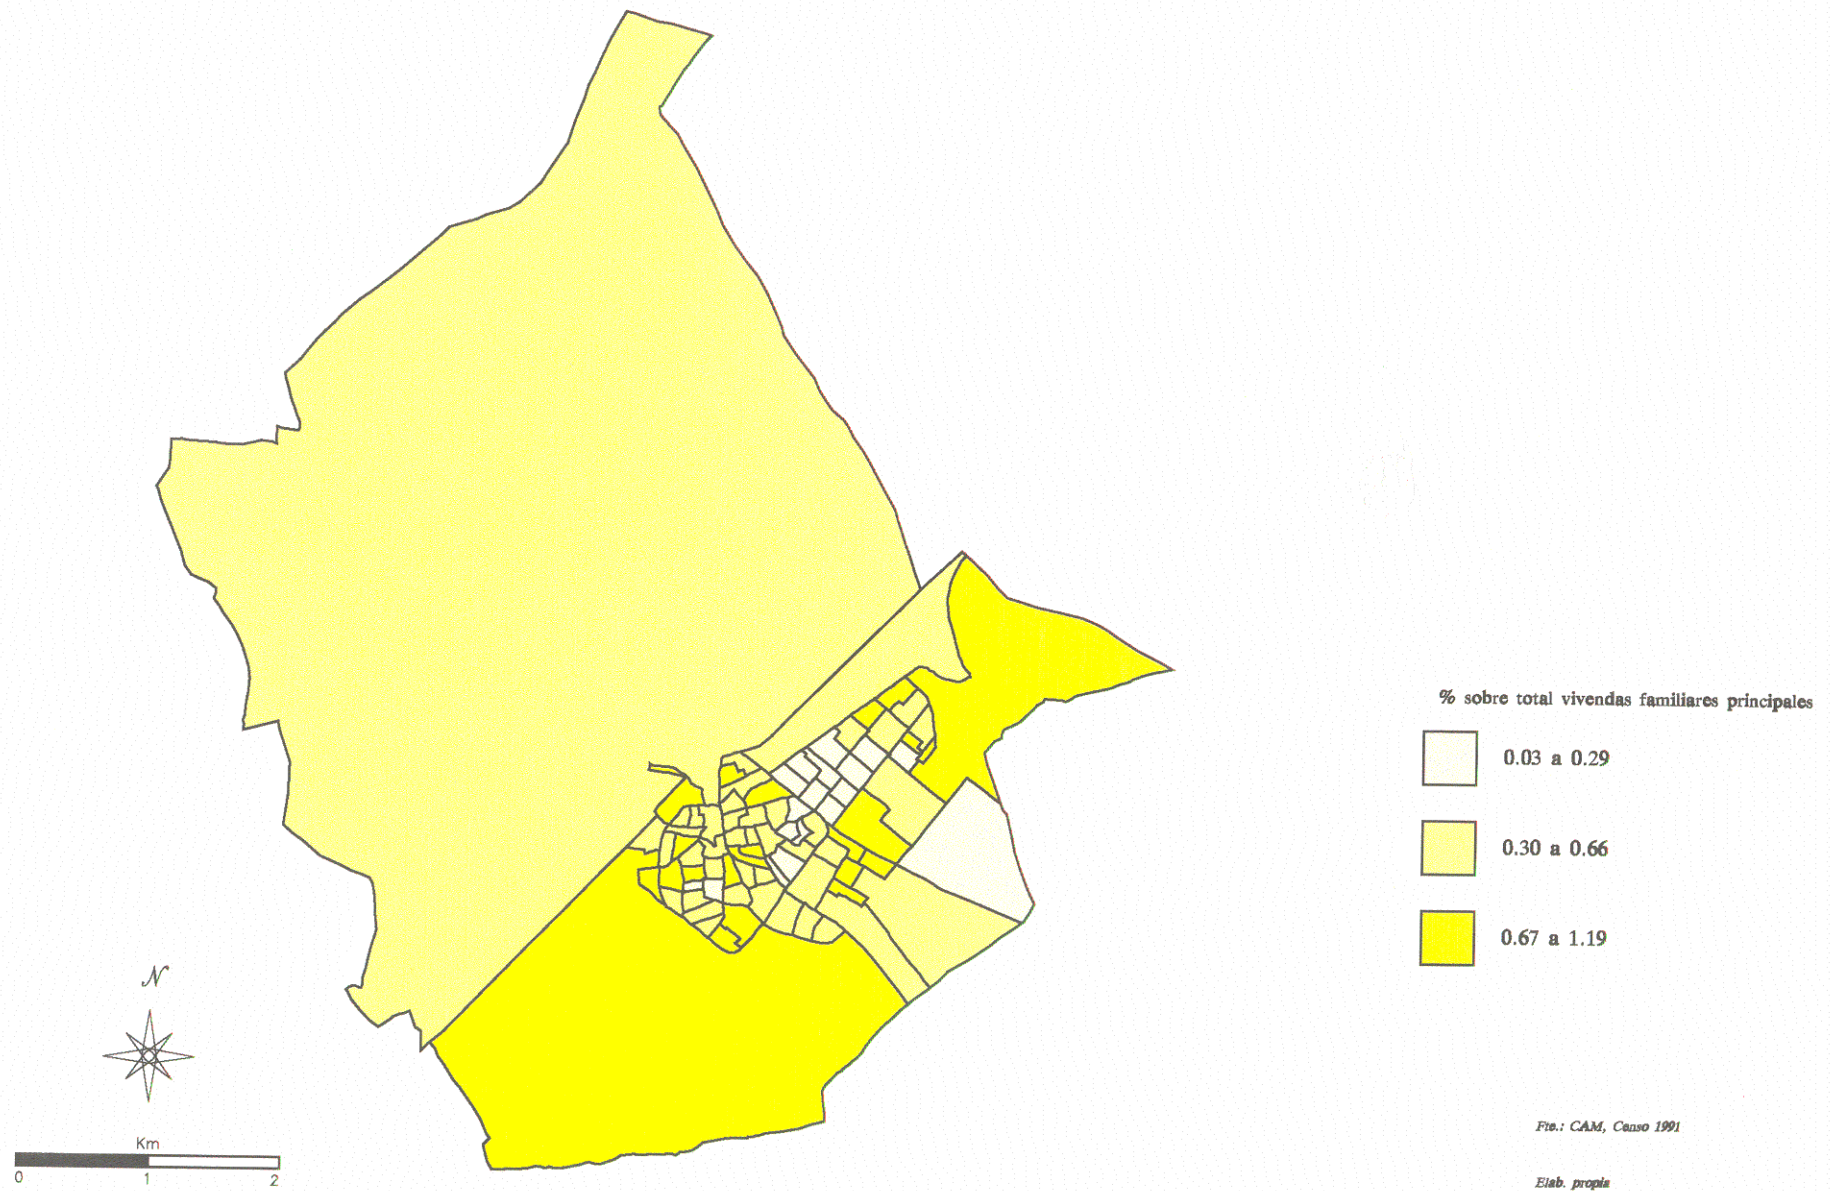 % sobre total vivendas familiares principales
0.03 a 0.29
0.30 a 0.66
0.67 a 1.19
N
Km
0 1 2
Fte.: CAM, Censo 1991
Elab. propia